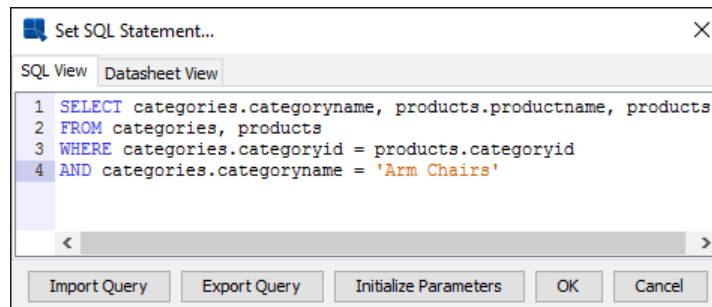 Set SQL Statement...
SQL View Datasheet View
1 SELECT categories.categoryname, products.productname, products
2 FROM categories, products
3 WHERE categories.categoryid = products.categoryid
4 AND categories.categoryname = 'Arm Chairs'
Import Query Export Query Initialize Parameters OK Cancel